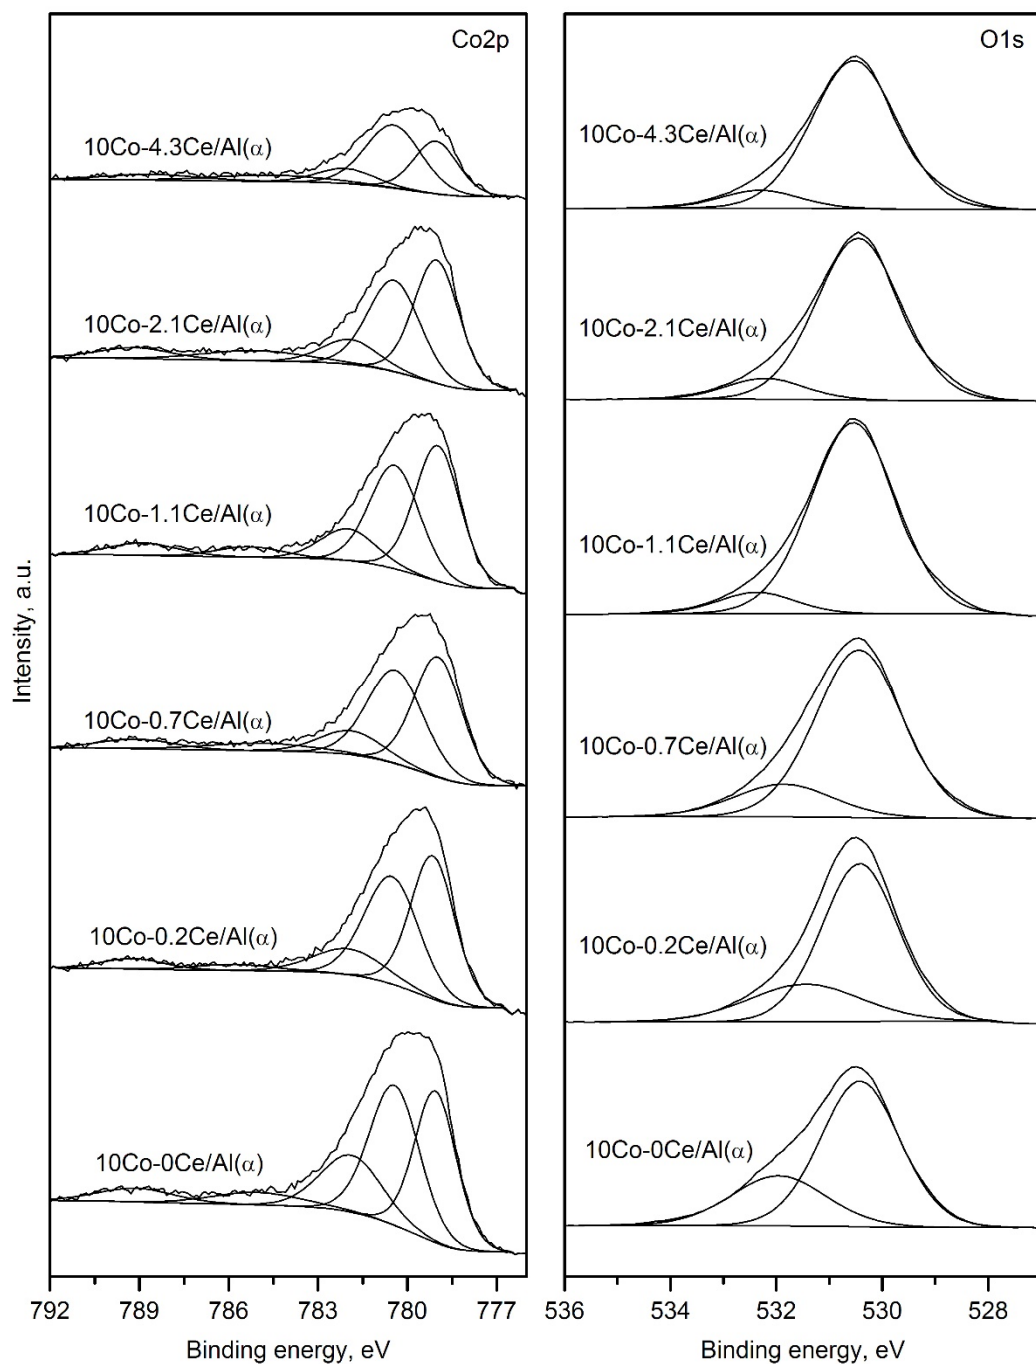 Co2p
10Co-4.3Ce/Al(α)
10Co-2.1Ce/Al(α)
10Co-1.1Ce/Al(α)
10Co-0.7Ce/Al(α)
10Co-0.2Ce/Al(α)
10Co-0Ce/Al(α)
Intensity, a.u.
792 789 786 783 780 777
Binding energy, eV
O1s
10Co-4.3Ce/Al(α)
10Co-2.1Ce/Al(α)
10Co-1.1Ce/Al(α)
10Co-0.7Ce/Al(α)
10Co-0.2Ce/Al(α)
10Co-0Ce/Al(α)
536 534 532 530 528
Binding energy, eV